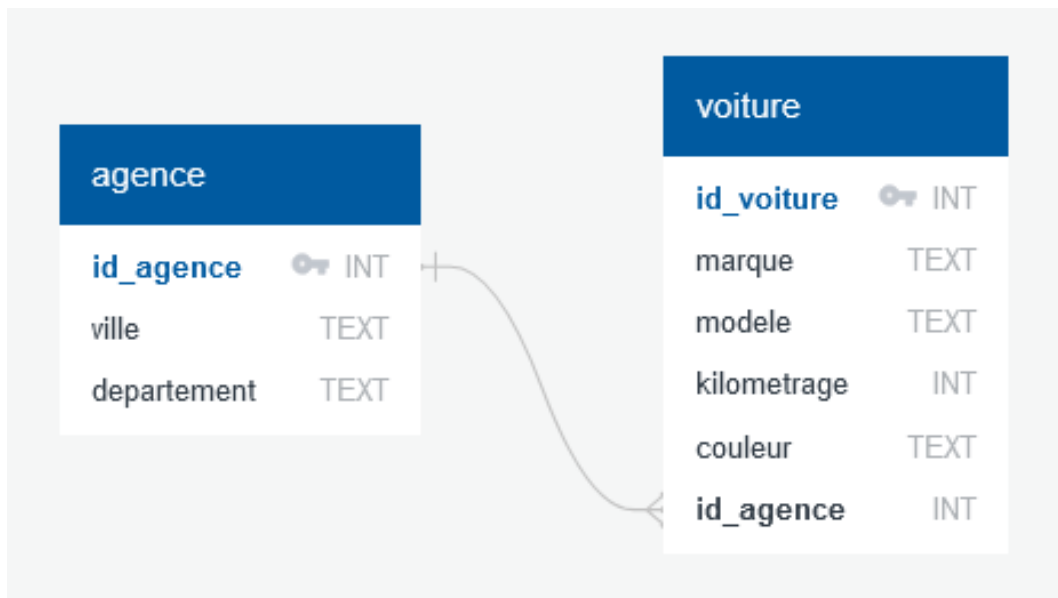 agence
id_agence INT
ville TEXT
departement TEXT
voiture
id_voiture INT
marque TEXT
modele TEXT
kilometrage INT
couleur TEXT
id_agence INT